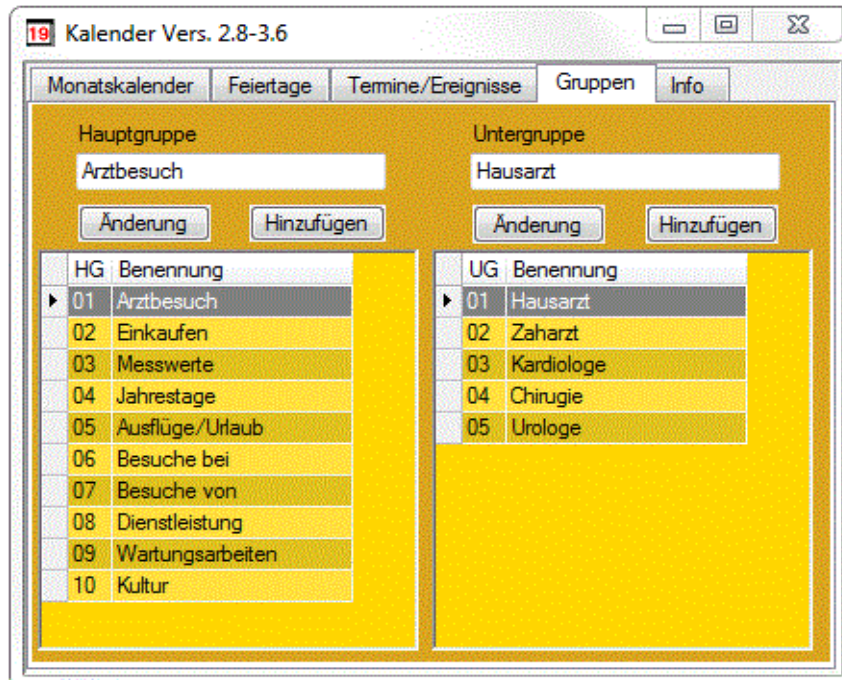 19 Kalender Vers. 2.8-3.6
Monatskalender Feiertage Termine/Ereignisse Gruppen Info
Hauptgruppe Untergruppe
Arztbesuch Hausarzt
Änderung Hinzufügen Änderung Hinzufügen
HG Benennung UG Benennung
01 Arztbesuch 01 Hausarzt
02 Einkaufen 02 Zaharzt
03 Messwerte 03 Kardiologe
04 Jahrestage 04 Chirugie
05 Ausflüge/Urlaub 05 Urologe
06 Besuche bei
07 Besuche von
08 Dienstleistung
09 Wartungsarbeiten
10 Kultur